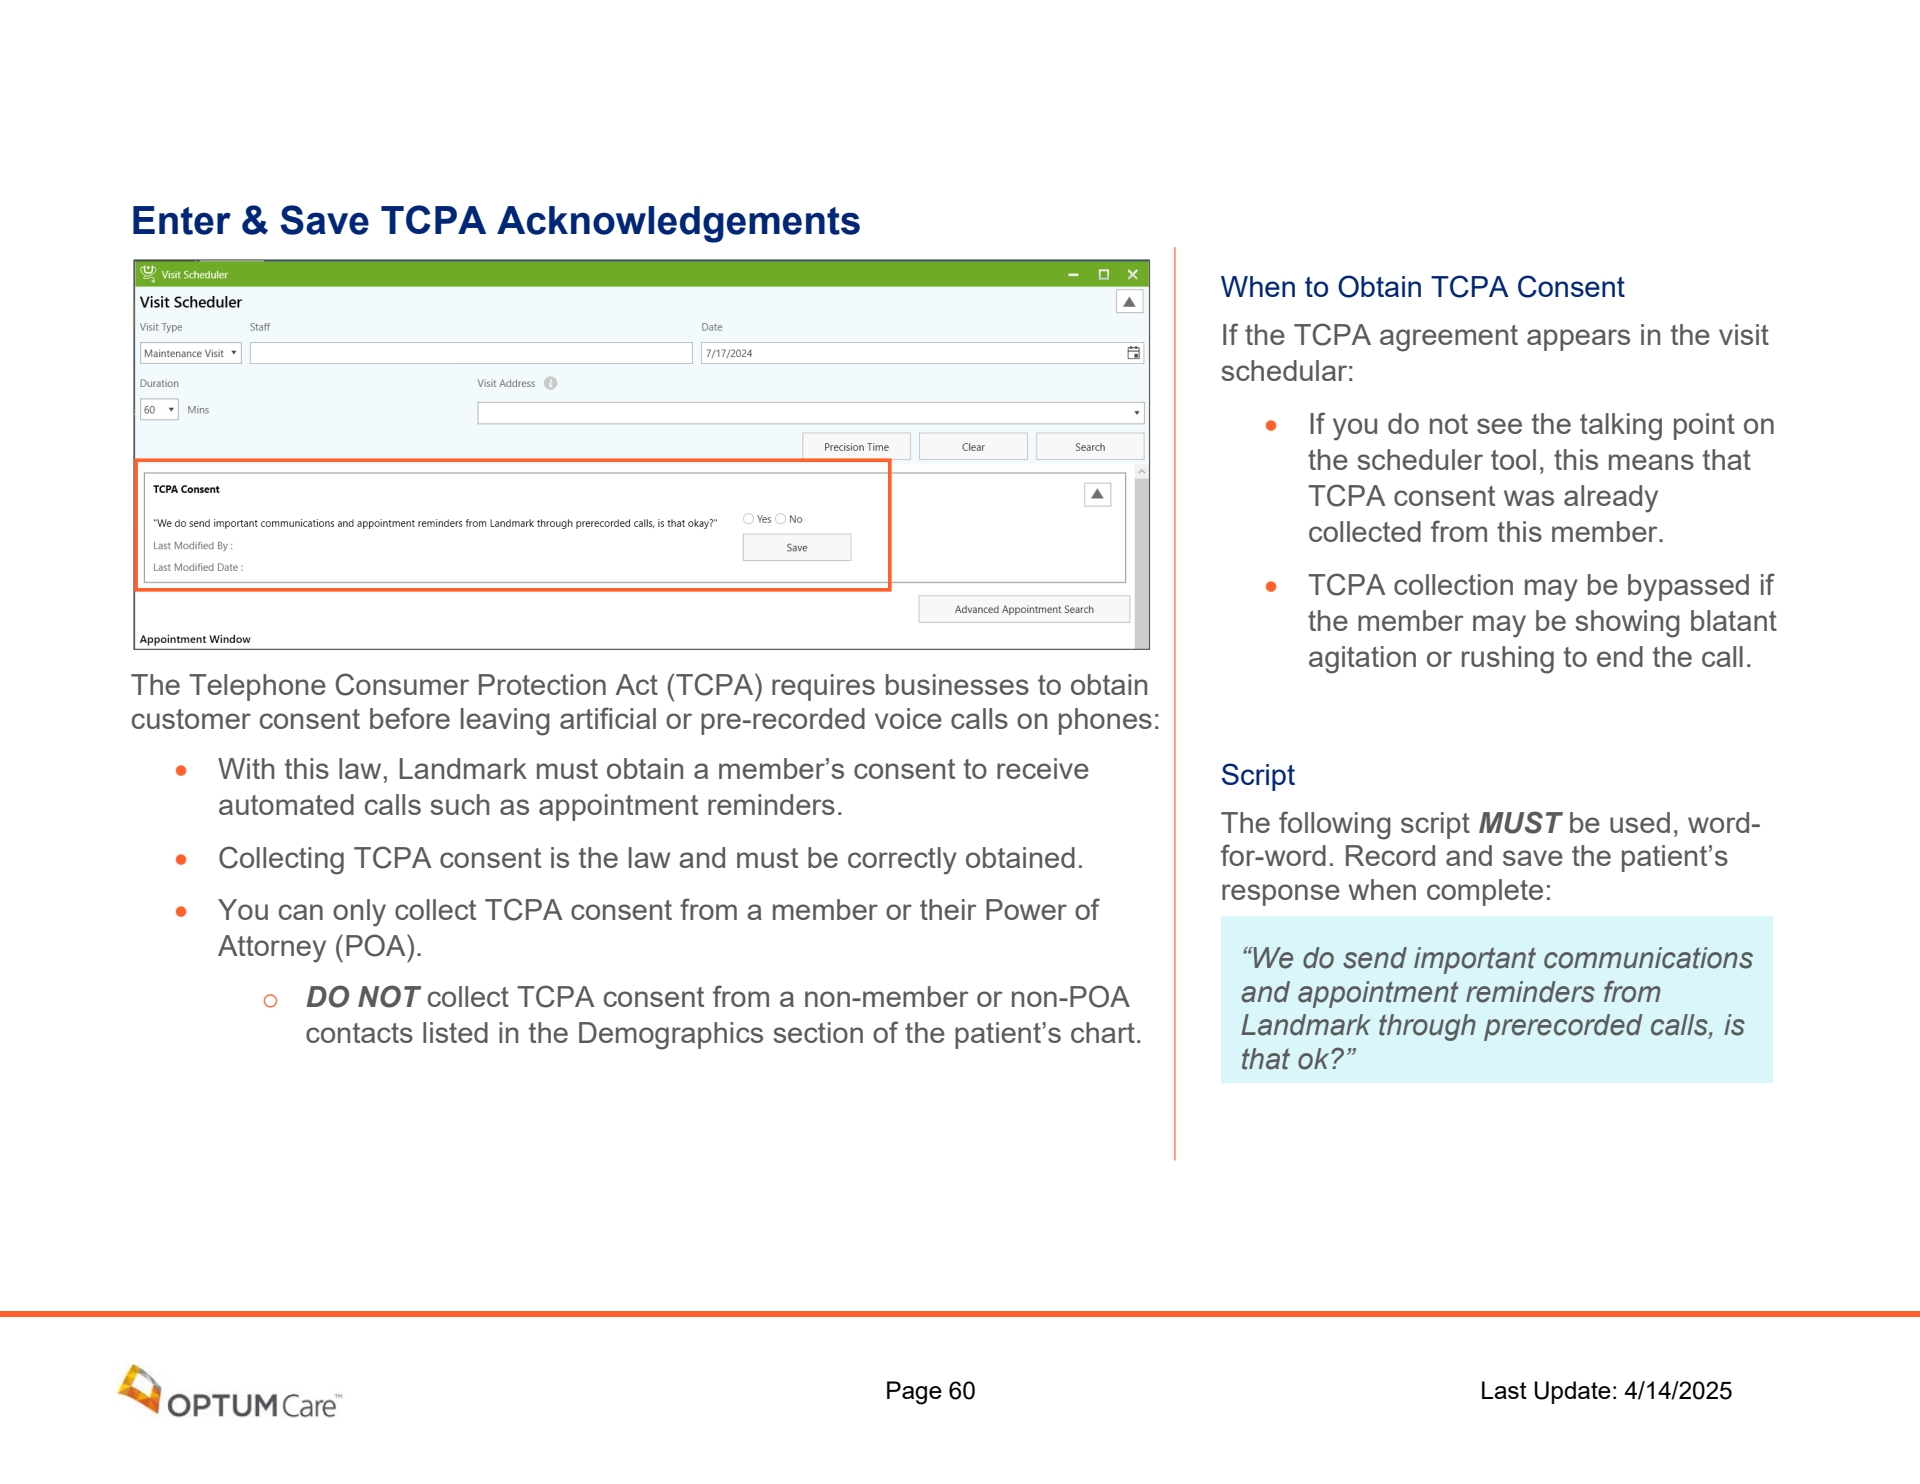 Enter & Save TCPA Acknowledgements
Visit Scheduler
Visit Scheduler
Visit Type
Staff
Date
Maintenance Visit
7/17/2024
Duration
Visit Address
60
Mins
Precision Time
Clear
Search
TCPA Consent
"We do send important communications and appointment reminders from Landmark through prerecorded calls, is that okay?"
Yes
No
Last Modified By :
Save
Last Modified Date :
Advanced Appointment Search
Appointment Window
The Telephone Consumer Protection Act (TCPA) requires businesses to obtain
customer consent before leaving artificial or pre-recorded voice calls on phones:
• With this law, Landmark must obtain a member’s consent to receive
automated calls such as appointment reminders.
• Collecting TCPA consent is the law and must be correctly obtained.
• You can only collect TCPA consent from a member or their Power of
Attorney (POA).
o DO NOT collect TCPA consent from a non-member or non-POA
contacts listed in the Demographics section of the patient’s chart.
When to Obtain TCPA Consent
If the TCPA agreement appears in the visit
schedular:
• If you do not see the talking point on
the scheduler tool, this means that
TCPA consent was already
collected from this member.
• TCPA collection may be bypassed if
the member may be showing blatant
agitation or rushing to end the call.
Script
The following script MUST be used, word-
for-word. Record and save the patient’s
response when complete:
“We do send important communications
and appointment reminders from
Landmark through prerecorded calls, is
that ok?”
OPTUMCare™
Page 60
Last Update: 4/14/2025